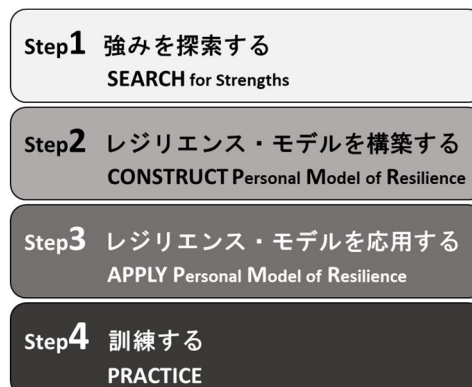 Step1 強みを探索する
SEARCH for Strengths
Step2 レジリエンス・モデルを構築する
CONSTRUCT Personal Model of Resilience
Step3 レジリエンス・モデルを応用する
APPLY Personal Model of Resilience
Step4 訓練する
PRACTICE